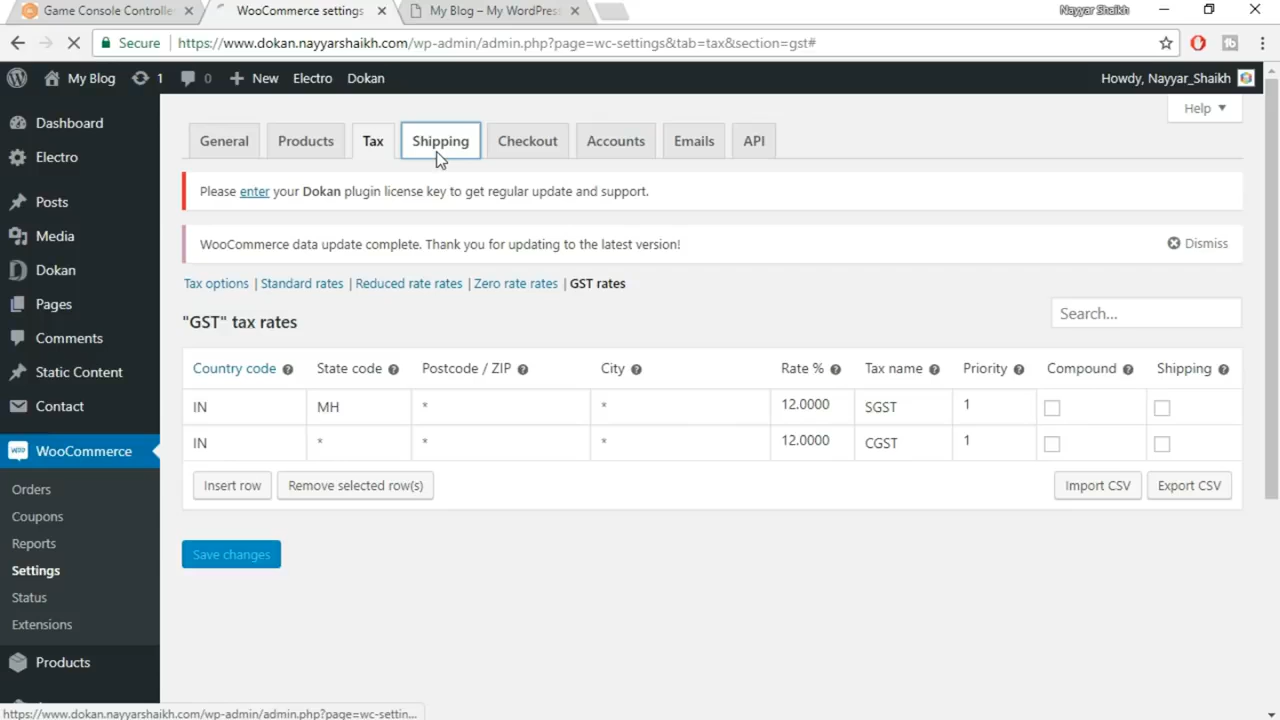 Game Console Controller
WooCommerce settings
My Blog – My WordPress
Nayyar Shaikh
Secure
https://www.dokan.nayyarshaikh.com/wp-admin/admin.php?page=wc-settings&tab=tax&section=gst#
My Blog
1
0
New
Electro
Dokan
Howdy, Nayyar_Shaikh
Help
Dashboard
Electro
Posts
Media
Dokan
Pages
Comments
Static Content
Contact
WooCommerce
Orders
Coupons
Reports
Settings
Status
Extensions
Products
General
Products
Tax
Shipping
Checkout
Accounts
Emails
API
Please enter your Dokan plugin license key to get regular update and support.
WooCommerce data update complete. Thank you for updating to the latest version!
Dismiss
Tax options | Standard rates | Reduced rate rates | Zero rate rates | GST rates
Search...
"GST" tax rates
Country code State code Postcode / ZIP City Rate % Tax name Priority Compound Shipping
IN MH * * 12.0000 SGST 1
IN * * * 12.0000 CGST 1
Insert row
Remove selected row(s)
Import CSV
Export CSV
Save changes
https://www.dokan.nayyarshaikh.com/wp-admin/admin.php?page=wc-settin...